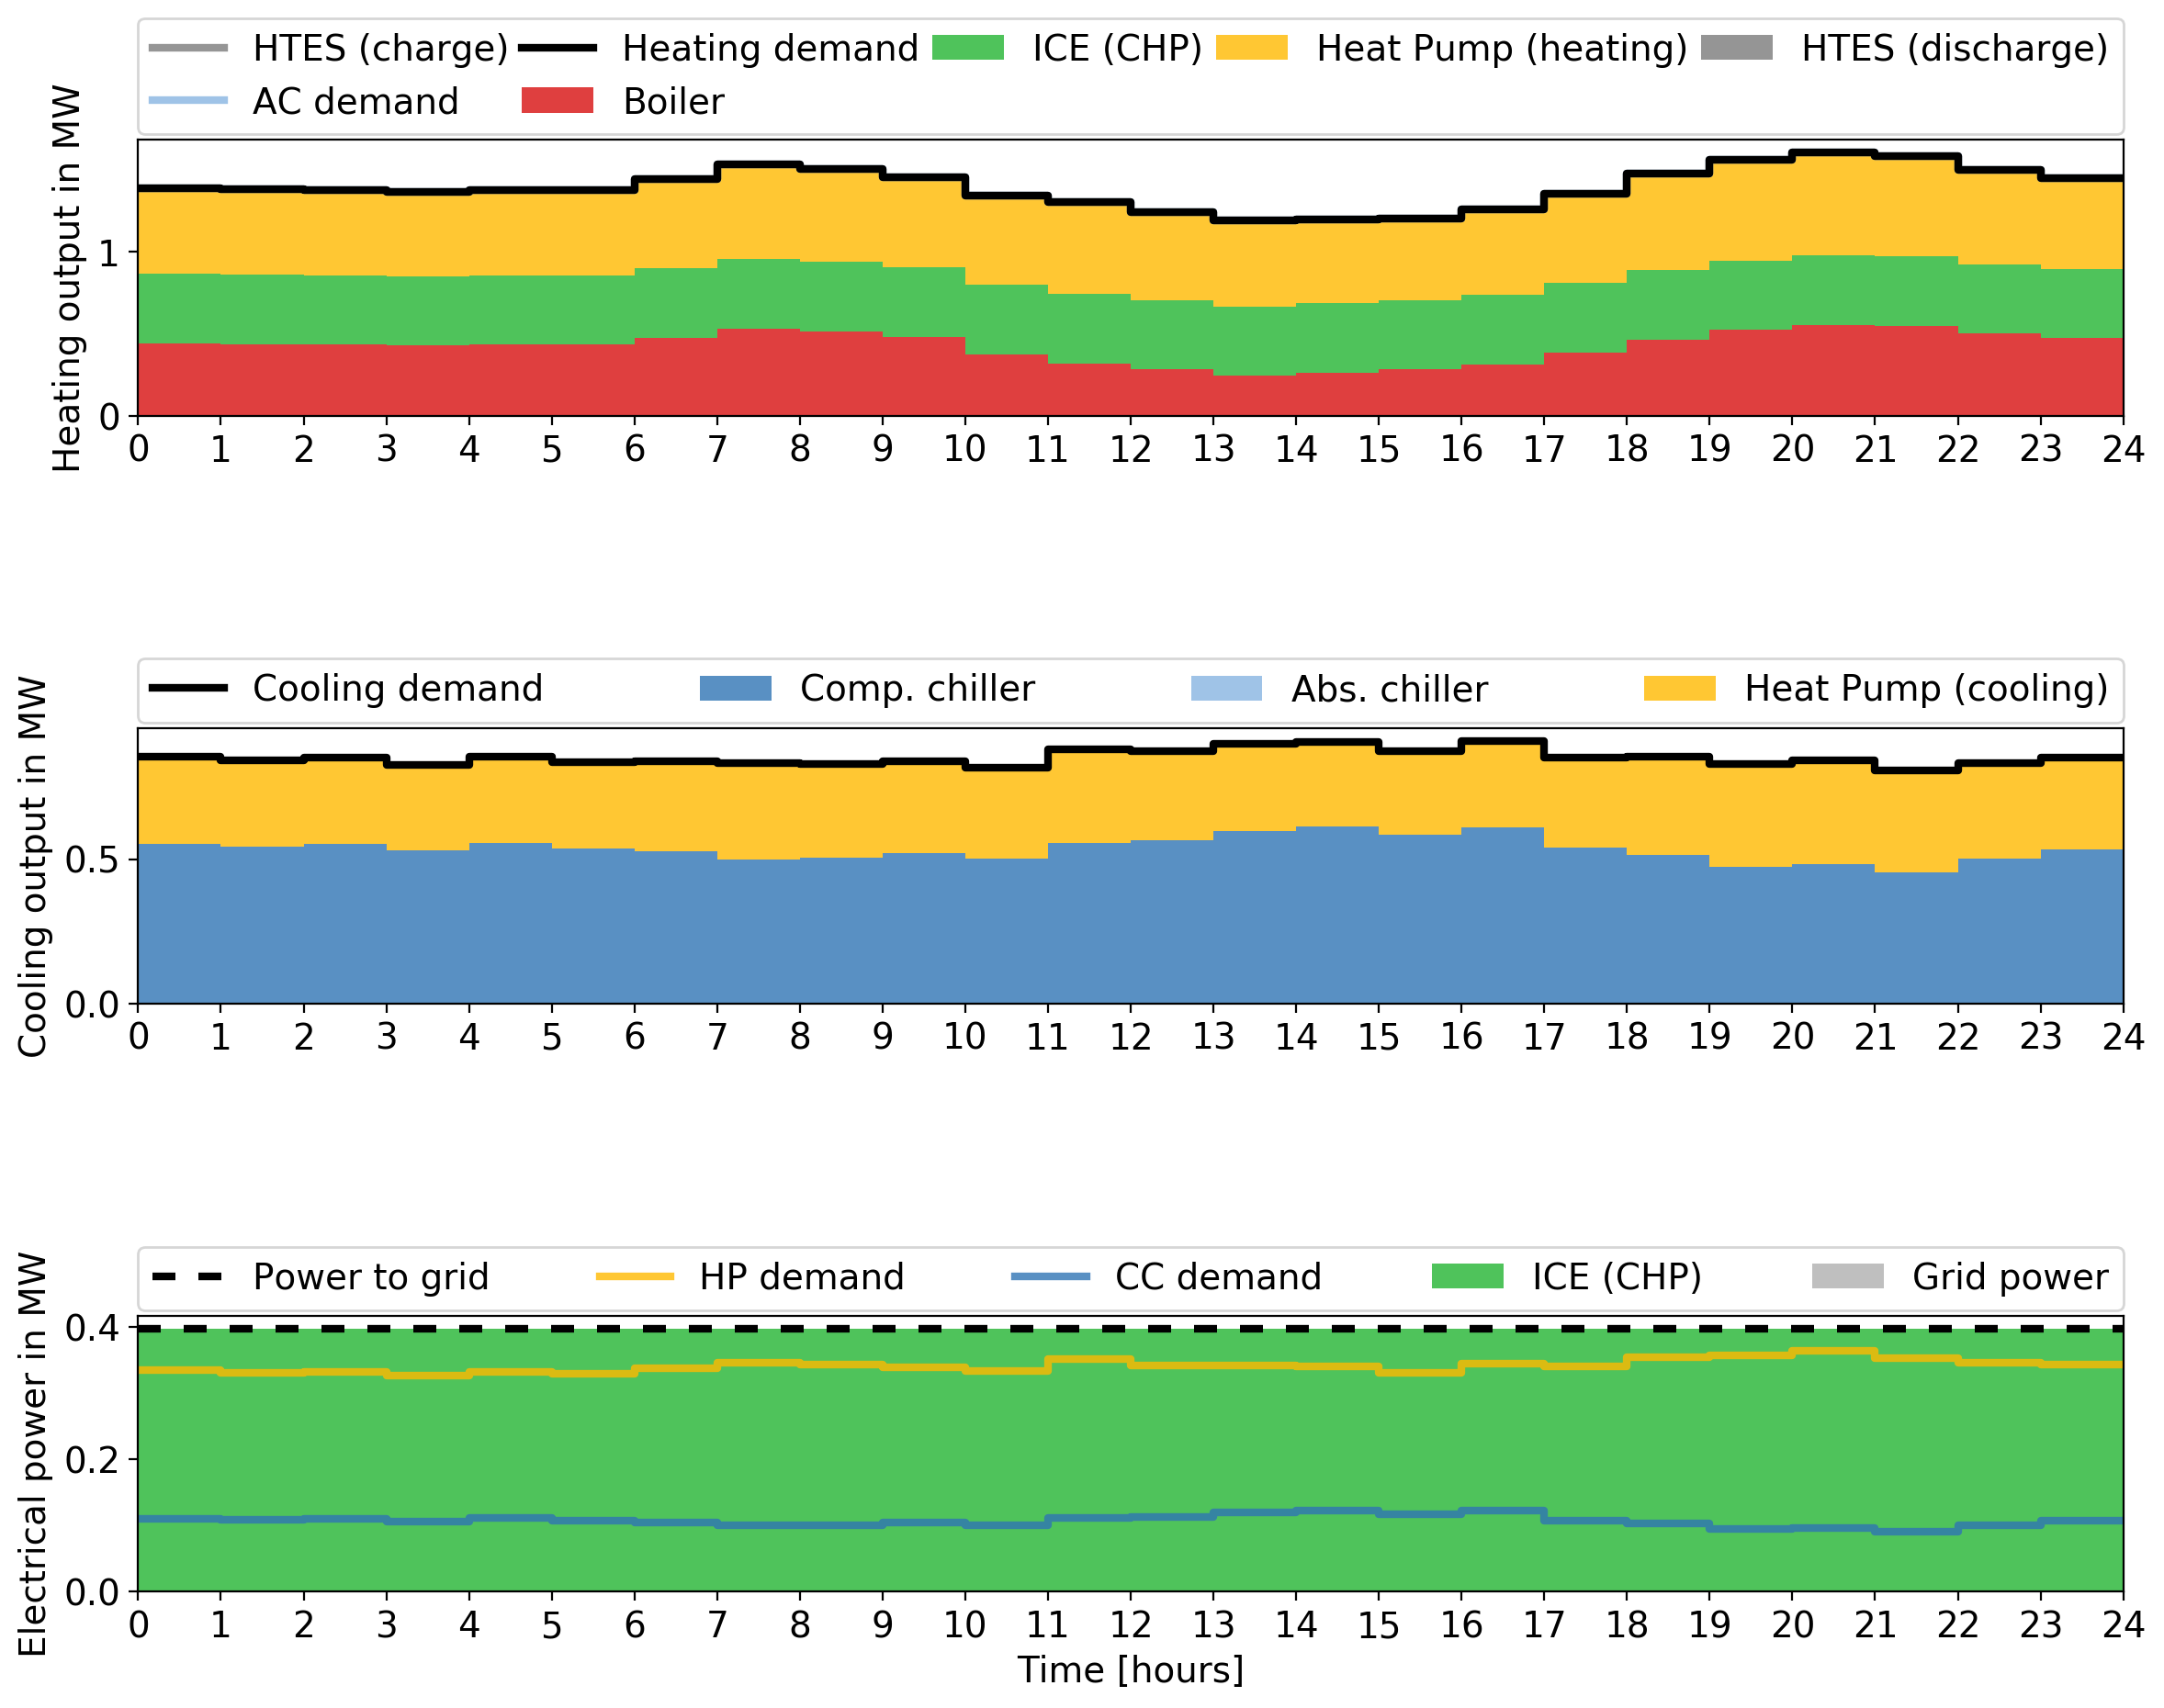 HTES (charge) Heating demand ICE (CHP) Heat Pump (heating) HTES (discharge)
AC demand Boiler
Heating output in MW
1
0
0 1 2 3 4 5 6 7 8 9 10 11 12 13 14 15 16 17 18 19 20 21 22 23 24
Cooling demand Comp. chiller Abs. chiller Heat Pump (cooling)
Cooling output in MW
0.5
0.0
0 1 2 3 4 5 6 7 8 9 10 11 12 13 14 15 16 17 18 19 20 21 22 23 24
Power to grid HP demand CC demand ICE (CHP) Grid power
Electrical power in MW
0.4
0.2
0.0
0 1 2 3 4 5 6 7 8 9 10 11 12 13 14 15 16 17 18 19 20 21 22 23 24
Time [hours]